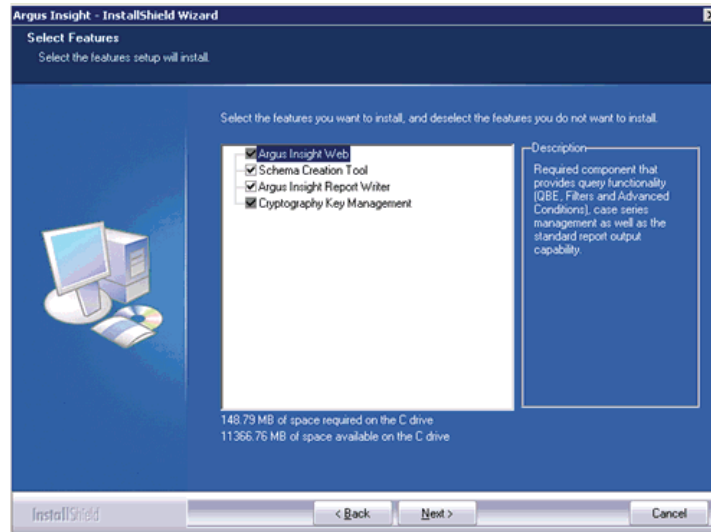 Argus Insight - InstallShield Wizard
Select Features
Select the features setup will install.
Select the features you want to install, and deselect the features you do not want to install.
Argus Insight Web
Schema Creation Tool
Argus Insight Report Writer
Cryptography Key Management
Description
Required component that
provides query functionality
(QBE, Filters and Advanced
Conditions), case series
management as well as the
standard report output
capability.
148.79 MB of space required on the C drive
11366.76 MB of space available on the C drive
InstallShield
< Back
Next >
Cancel